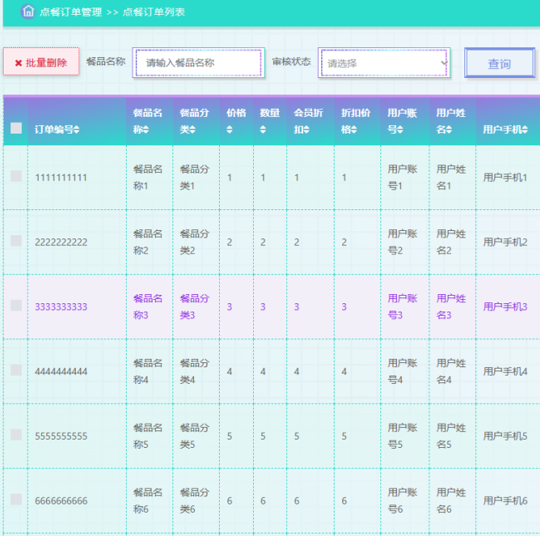 点餐订单管理 >> 点餐订单列表
✖ 批量删除 餐品名称 请输入餐品名称 审核状态 请选择 查询
订单编号 餐品名称 餐品分类 价格 数量 会员折扣 折扣价格 用户账号 用户姓名 用户手机
1111111111 餐品名称1 餐品分类1 1 1 1 1 用户账号1 用户姓名1 用户手机1
2222222222 餐品名称2 餐品分类2 2 2 2 2 用户账号2 用户姓名2 用户手机2
3333333333 餐品名称3 餐品分类3 3 3 3 3 用户账号3 用户姓名3 用户手机3
4444444444 餐品名称4 餐品分类4 4 4 4 4 用户账号4 用户姓名4 用户手机4
5555555555 餐品名称5 餐品分类5 5 5 5 5 用户账号5 用户姓名5 用户手机5
6666666666 餐品名称6 餐品分类6 6 6 6 6 用户账号6 用户姓名6 用户手机6